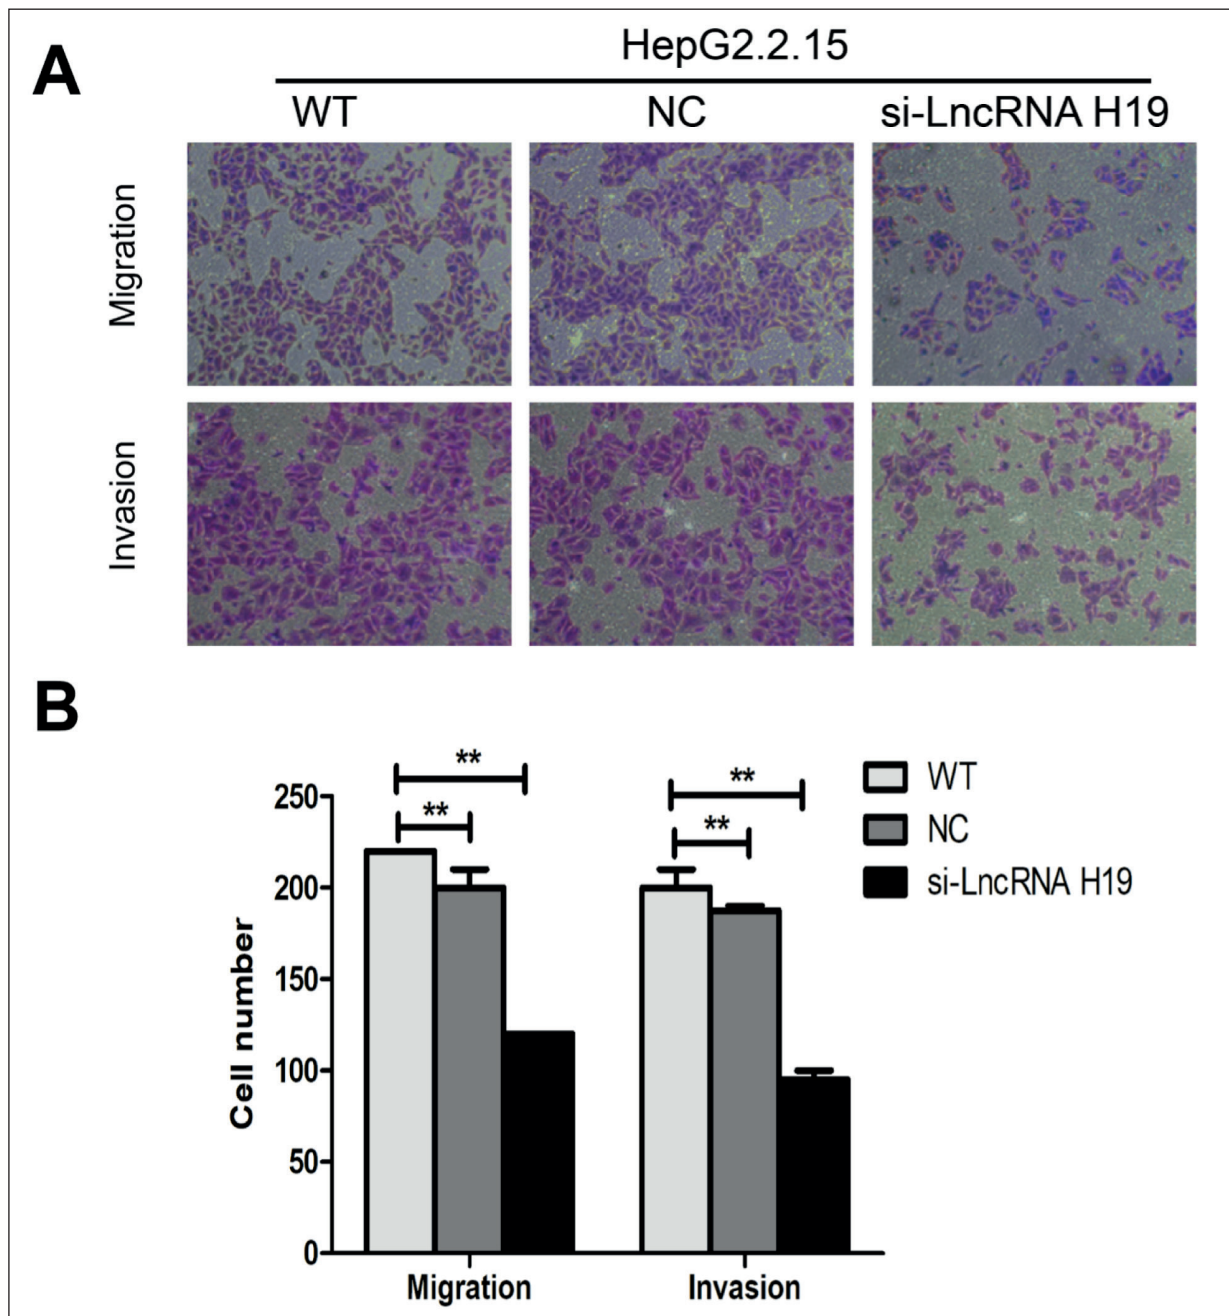 A
HepG2.2.15
WT NC si-LncRNA H19
Migration
Invasion
B
** **
** **
WT
NC
si-LncRNA H19
250
200
150
100
50
0
Cell number
Migration Invasion